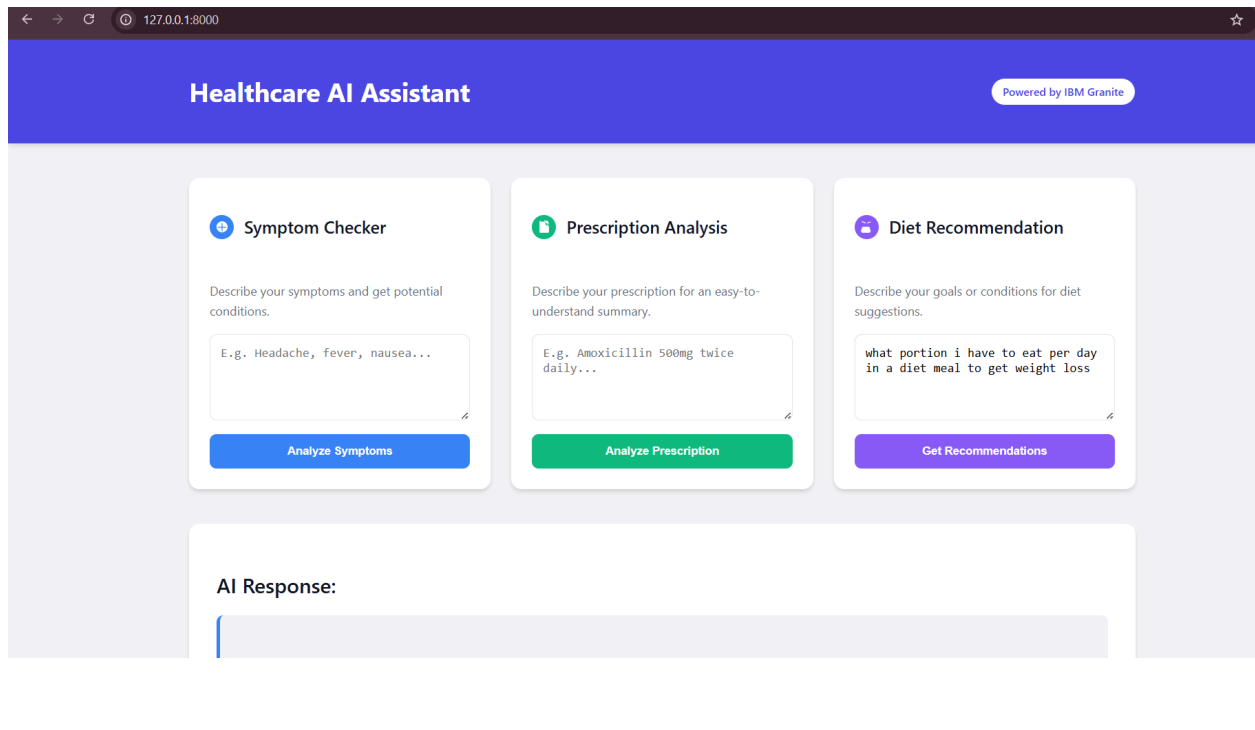 127.0.0.1:8000
Healthcare AI Assistant
Powered by IBM Granite
Symptom Checker
Describe your symptoms and get potential
conditions.
E.g. Headache, fever, nausea...
Analyze Symptoms
Prescription Analysis
Describe your prescription for an easy-to-
understand summary.
E.g. Amoxicillin 500mg twice
daily...
Analyze Prescription
Diet Recommendation
Describe your goals or conditions for diet
suggestions.
what portion i have to eat per day
in a diet meal to get weight loss
Get Recommendations
AI Response: